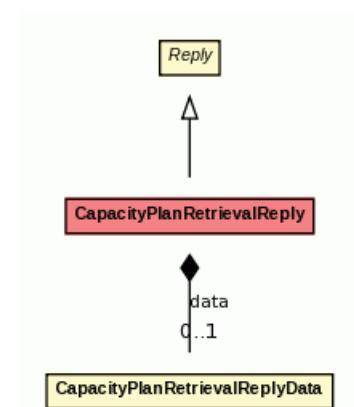 Reply
CapacityPlanRetrievalReply
data
0..1
CapacityPlanRetrievalReplyData